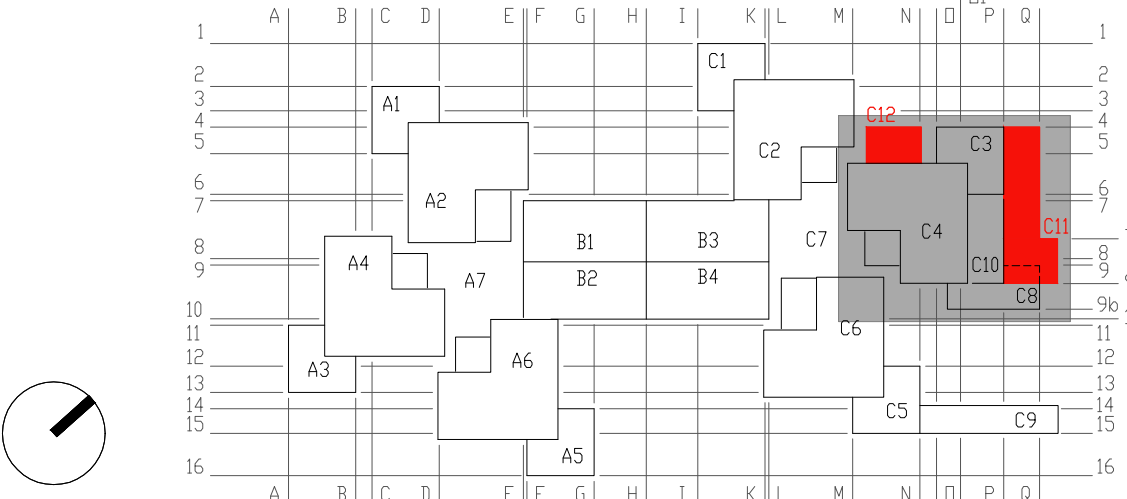 A B C D E F G H I K L M N O P Q
1 1
2 2
C1
3 3
A1
4 4
C12
5 5
C3
C2
6 6
7 7
A2
C11
C4
B1 B3 C7
8 8
A4
9 9
C10
B2 B4
A7
C8
10 9b
C6
11 11
A6
12 12
A3
13 13
C5
14 14
C9
15 15
A5
16 16
A B C D E F G H I K L M N O P Q